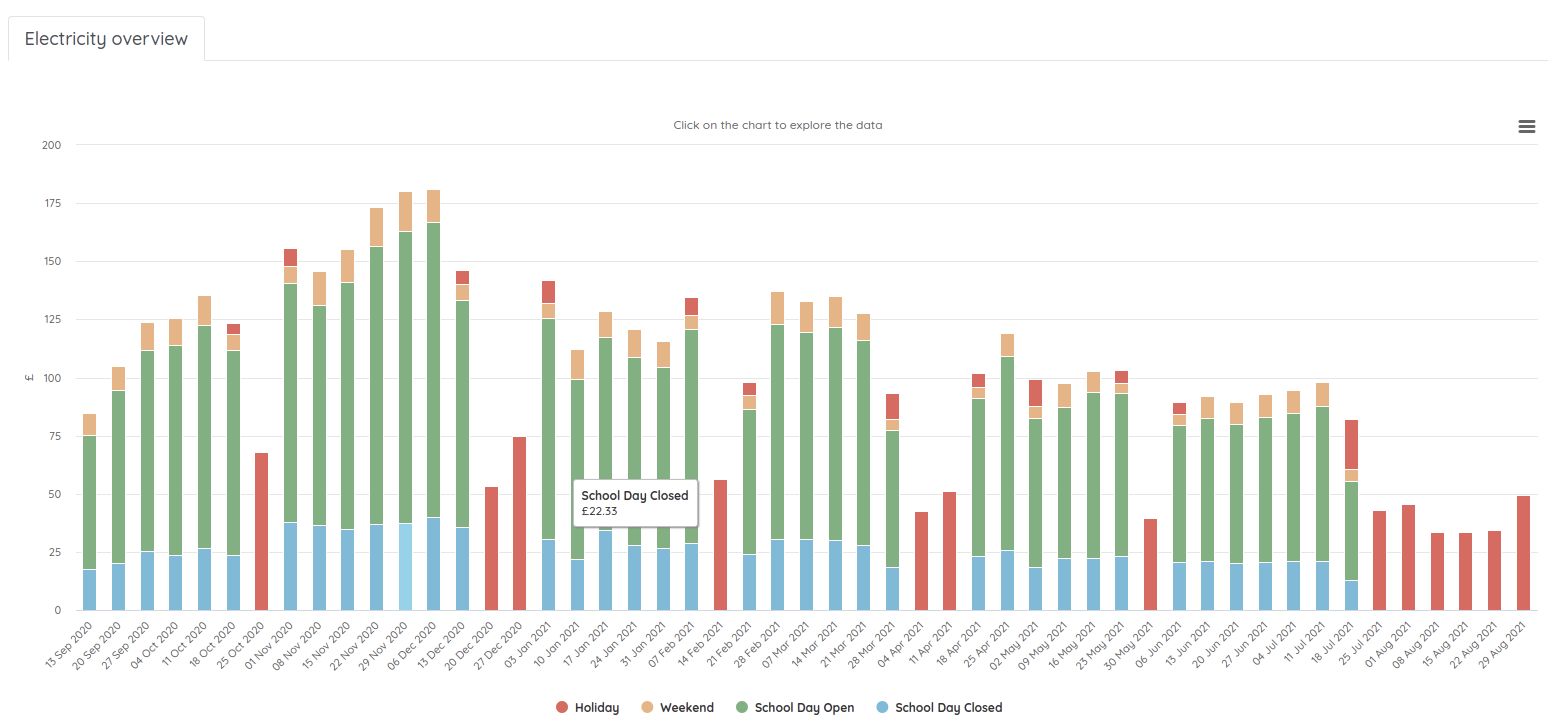 Electricity overview
Click on the chart to explore the data
200
175
150
125
£
100
75
50
25
0
School Day Closed
£22.33
13 Sep 2020
20 Sep 2020
27 Sep 2020
04 Oct 2020
11 Oct 2020
18 Oct 2020
25 Oct 2020
01 Nov 2020
08 Nov 2020
15 Nov 2020
22 Nov 2020
29 Nov 2020
06 Dec 2020
13 Dec 2020
20 Dec 2020
27 Dec 2020
03 Jan 2021
10 Jan 2021
17 Jan 2021
24 Jan 2021
31 Jan 2021
07 Feb 2021
14 Feb 2021
21 Feb 2021
28 Feb 2021
07 Mar 2021
14 Mar 2021
21 Mar 2021
28 Mar 2021
04 Apr 2021
11 Apr 2021
18 Apr 2021
25 Apr 2021
02 May 2021
09 May 2021
16 May 2021
23 May 2021
30 May 2021
06 Jun 2021
13 Jun 2021
20 Jun 2021
27 Jun 2021
04 Jul 2021
11 Jul 2021
18 Jul 2021
25 Jul 2021
01 Aug 2021
08 Aug 2021
15 Aug 2021
22 Aug 2021
29 Aug 2021
Holiday Weekend School Day Open School Day Closed